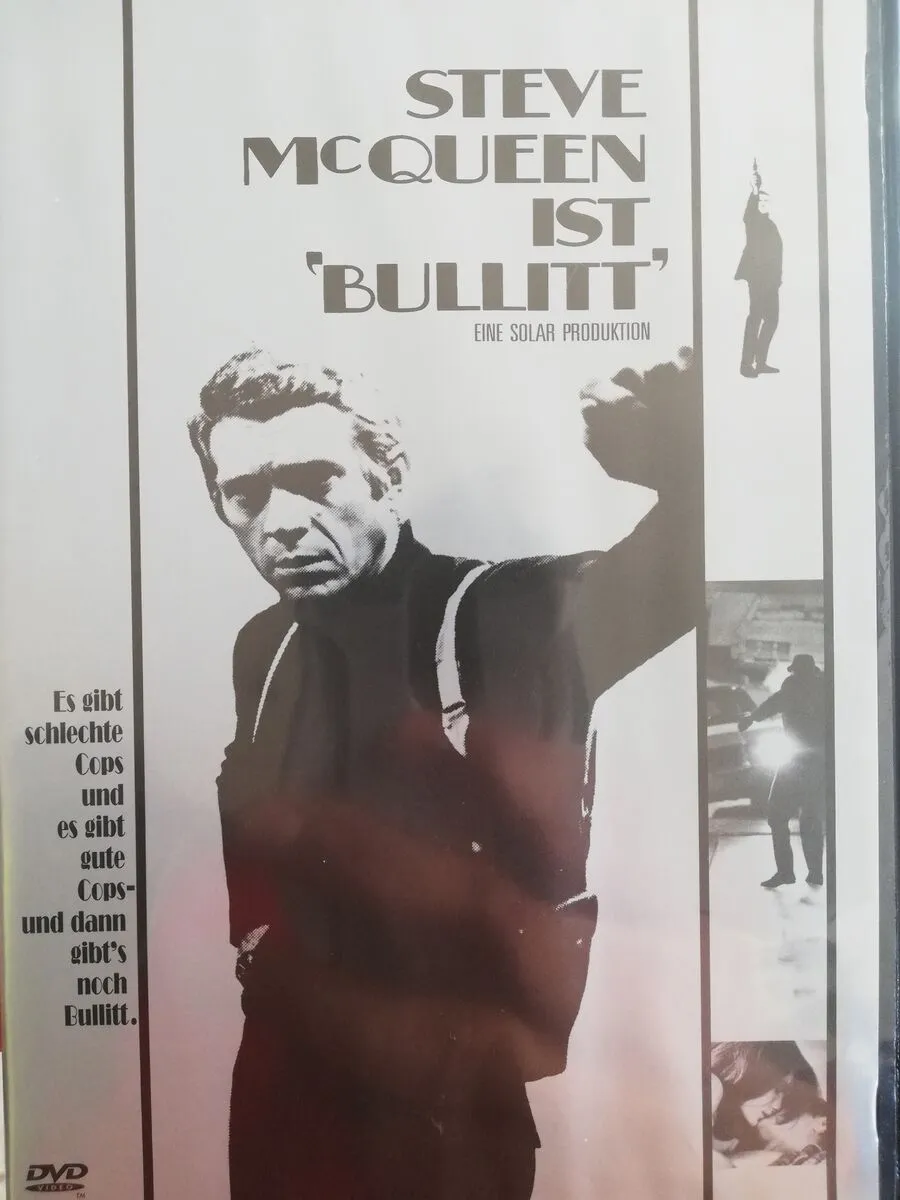 STEVE
McQUEEN
IST
'BULLITT'
EINE SOLAR PRODUKTION
Es gibt
schlechte
Cops
und
es gibt
gute
Cops-
und dann
gibt's
noch
Bullitt.
DVD
VIDEO
TM